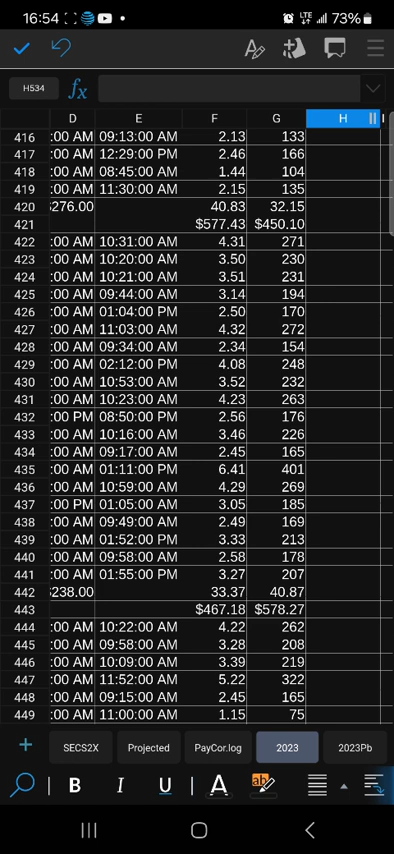 16:54 LTE 73%
H534 fx
D E F G H I
416 :00 AM 09:13:00 AM 2.13 133
417 :00 AM 12:29:00 PM 2.46 166
418 :00 AM 08:45:00 AM 1.44 104
419 :00 AM 11:30:00 AM 2.15 135
420 276.00 40.83 32.15
421 $577.43 $450.10
422 :00 AM 10:31:00 AM 4.31 271
423 :00 AM 10:20:00 AM 3.50 230
424 :00 AM 10:21:00 AM 3.51 231
425 :00 AM 09:44:00 AM 3.14 194
426 :00 AM 01:04:00 PM 2.50 170
427 :00 AM 11:03:00 AM 4.32 272
428 :00 AM 09:34:00 AM 2.34 154
429 :00 AM 02:12:00 PM 4.08 248
430 :00 AM 10:53:00 AM 3.52 232
431 :00 AM 10:23:00 AM 4.23 263
432 :00 PM 08:50:00 PM 2.56 176
433 :00 AM 10:16:00 AM 3.46 226
434 :00 AM 09:17:00 AM 2.45 165
435 :00 AM 01:11:00 PM 6.41 401
436 :00 AM 10:59:00 AM 4.29 269
437 :00 PM 01:05:00 AM 3.05 185
438 :00 AM 09:49:00 AM 2.49 169
439 :00 AM 01:52:00 PM 3.33 213
440 :00 AM 09:58:00 AM 2.58 178
441 :00 AM 01:55:00 PM 3.27 207
442 238.00 33.37 40.87
443 $467.18 $578.27
444 :00 AM 10:22:00 AM 4.22 262
445 :00 AM 09:58:00 AM 3.28 208
446 :00 AM 10:09:00 AM 3.39 219
447 :00 AM 11:52:00 AM 5.22 322
448 :00 AM 09:15:00 AM 2.45 165
449 :00 AM 11:00:00 AM 1.15 75
+ SECS2X Projected PayCor.log 2023 2023Pb
B I U A ab